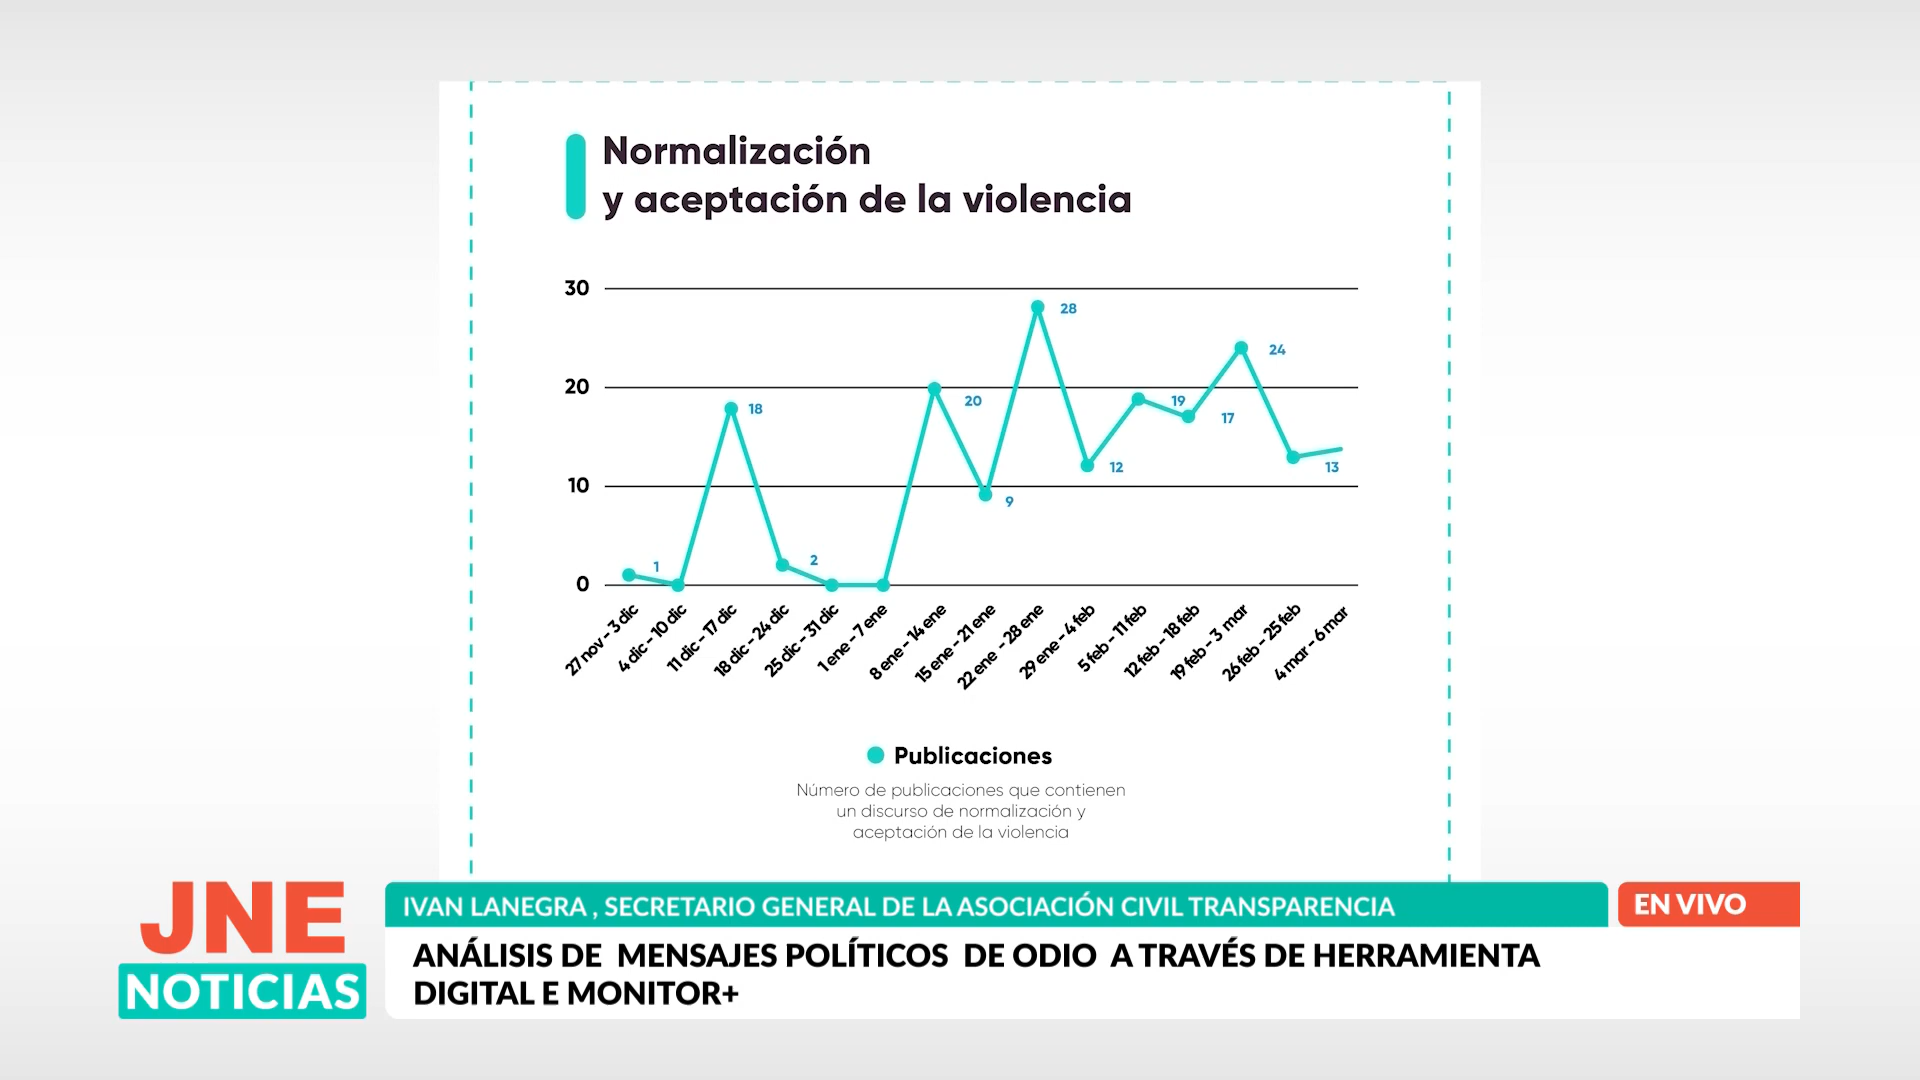 Normalización
y aceptación de la violencia
30
20
10
0
1
18
2
20
9
28
12
19
17
24
13
27 nov - 3 dic
4 dic - 10 dic
11 dic - 17 dic
18 dic - 24 dic
25 dic - 31 dic
1 ene - 7 ene
8 ene - 14 ene
15 ene - 21 ene
22 ene - 28 ene
29 ene - 4 feb
5 feb - 11 feb
12 feb - 18 feb
19 feb - 3 mar
26 feb - 25 feb
4 mar - 6 mar
Publicaciones
Número de publicaciones que contienen
un discurso de normalización y
aceptación de la violencia
JNE
NOTICIAS
IVAN LANEGRA , SECRETARIO GENERAL DE LA ASOCIACIÓN CIVIL TRANSPARENCIA
EN VIVO
ANÁLISIS DE MENSAJES POLÍTICOS DE ODIO A TRAVÉS DE HERRAMIENTA
DIGITAL E MONITOR+